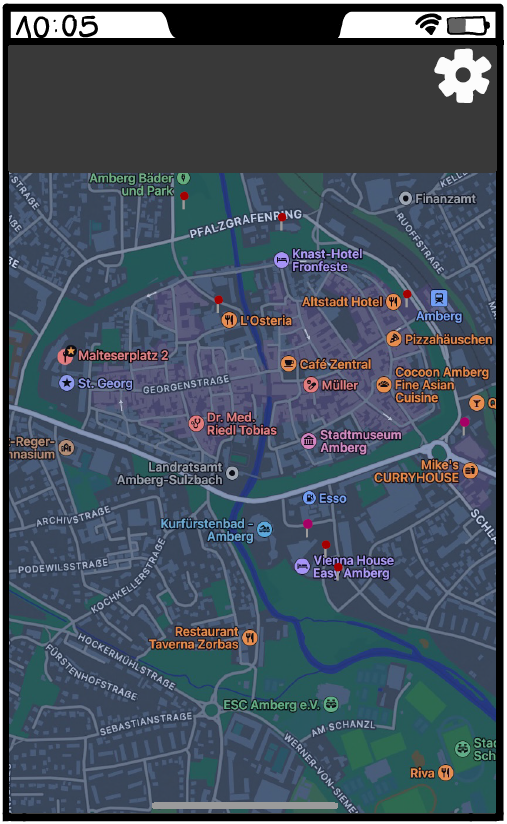 10:05
Amberg Bäder
und Park
Finanzamt
PFALZGRAFENRING
RUOFFSTRASSE
Knast-Hotel
Fronfeste
Altstadt Hotel
Amberg
L'Osteria
Pizzahäuschen
Malteserplatz 2
Café Zentral
St. Georg
GEORGENSTRASSE
Müller
Cocoon Amberg
Fine Asian
Cuisine
Dr. Med.
Riedl Tobias
Stadtmuseum
Amberg
-Reger-
nnasium
Landratsamt
Amberg-Sulzbach
Mike's
CURRYHOUSE
Esso
ARCHIVSTRASSE
Kurfürstenbad -
Amberg
SCHLA
PODEWILSSTRASSE
KOCHKELLERSTRASSE
Vienna House
Easy Amberg
Restaurant
Taverna Zorbas
HOCKERMÜHLSTRASSE
FÜRSTENHOFSTRASSE
ESC Amberg e.V.
SEBASTIANSTRASSE
AM SCHANZL
WERNER-VON-SIEME
Stad
Sch
Riva